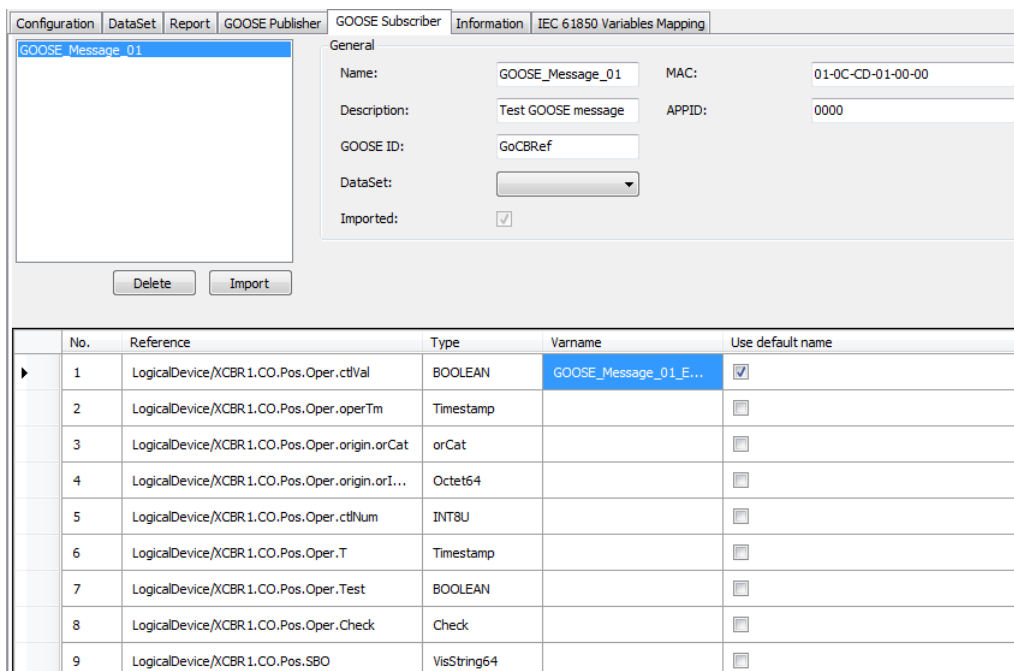 Configuration DataSet Report GOOSE Publisher GOOSE Subscriber Information IEC 61850 Variables Mapping
GOOSE_Message_01
General
Name: GOOSE_Message_01 MAC: 01-0C-CD-01-00-00
Description: Test GOOSE message APPID: 0000
GOOSE ID: GoCBRef
DataSet:
Imported:
Delete Import
No. Reference Type Varname Use default name
1 LogicalDevice/XCBR1.CO.Pos.Oper.ctlVal BOOLEAN GOOSE_Message_01_E...
2 LogicalDevice/XCBR1.CO.Pos.Oper.operTm Timestamp
3 LogicalDevice/XCBR1.CO.Pos.Oper.origin.orCat orCat
4 LogicalDevice/XCBR1.CO.Pos.Oper.origin.orI... Octet64
5 LogicalDevice/XCBR1.CO.Pos.Oper.ctlNum INT8U
6 LogicalDevice/XCBR1.CO.Pos.Oper.T Timestamp
7 LogicalDevice/XCBR1.CO.Pos.Oper.Test BOOLEAN
8 LogicalDevice/XCBR1.CO.Pos.Oper.Check Check
9 LogicalDevice/XCBR1.CO.Pos.SBO VisString64